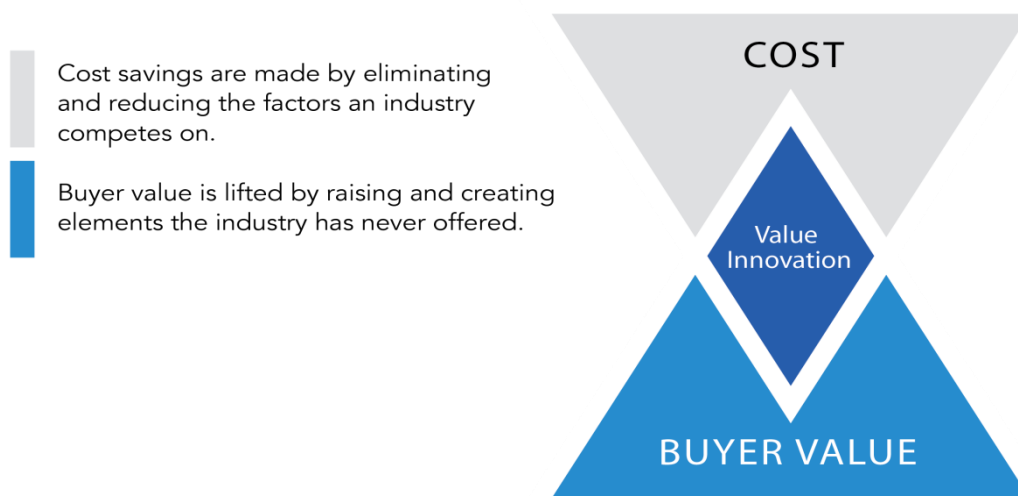 Cost savings are made by eliminating
and reducing the factors an industry
competes on.
Buyer value is lifted by raising and creating
elements the industry has never offered.
COST
Value
Innovation
BUYER VALUE